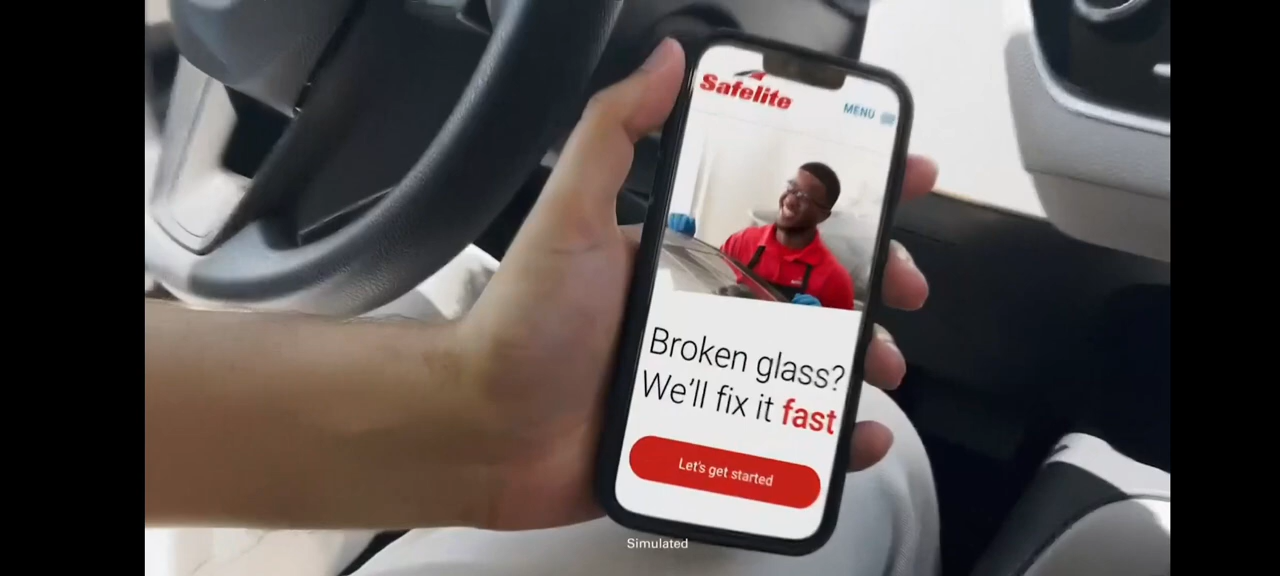 Safelite
MENU
Broken glass?
We'll fix it fast
Let's get started
Simulated